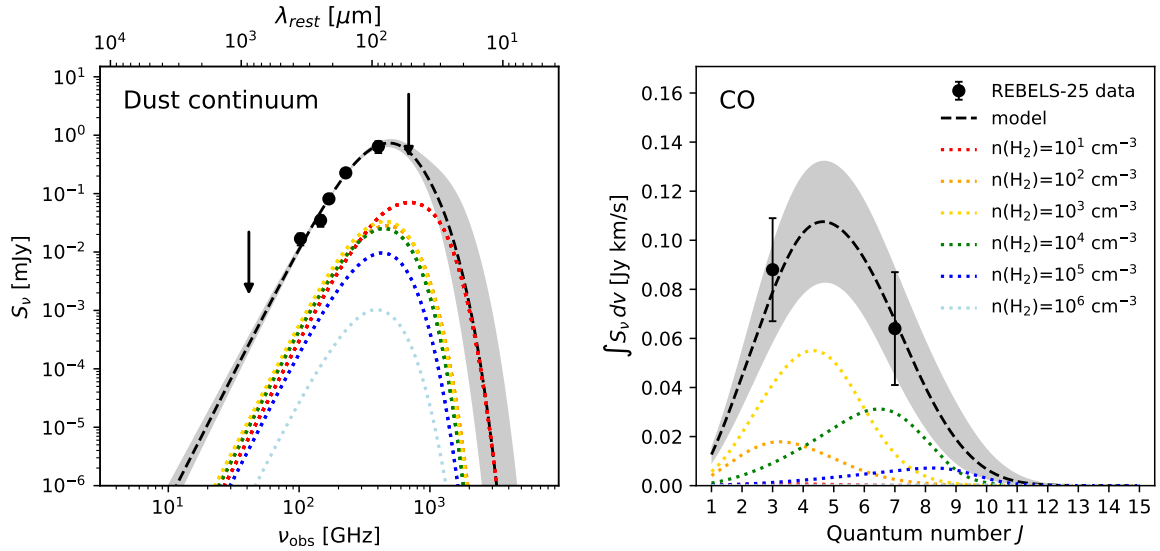 λrest [μm]
10⁴ 10³ 10² 10¹
Dust continuum
Sν [mJy]
10¹
10⁰
10⁻¹
10⁻²
10⁻³
10⁻⁴
10⁻⁵
10⁻⁶
10¹ 10² 10³
νobs [GHz]
CO
REBELS-25 data
model
n(H₂)=10¹ cm⁻³
n(H₂)=10² cm⁻³
n(H₂)=10³ cm⁻³
n(H₂)=10⁴ cm⁻³
n(H₂)=10⁵ cm⁻³
n(H₂)=10⁶ cm⁻³
∫Sν dv [Jy km/s]
0.16
0.14
0.12
0.10
0.08
0.06
0.04
0.02
0.00
1 2 3 4 5 6 7 8 9 10 11 12 13 14 15
Quantum number J